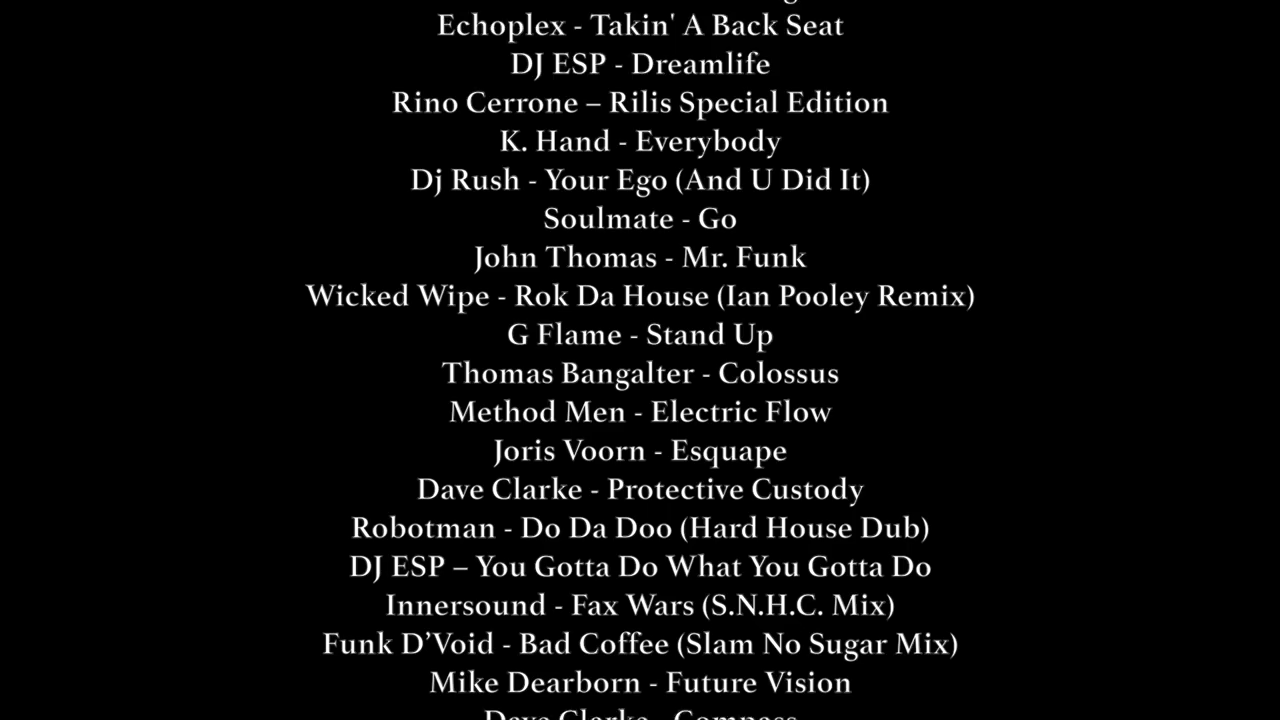 Echoplex - Takin' A Back Seat
DJ ESP - Dreamlife
Rino Cerrone – Rilis Special Edition
K. Hand - Everybody
Dj Rush - Your Ego (And U Did It)
Soulmate - Go
John Thomas - Mr. Funk
Wicked Wipe - Rok Da House (Ian Pooley Remix)
G Flame - Stand Up
Thomas Bangalter - Colossus
Method Men - Electric Flow
Joris Voorn - Esquape
Dave Clarke - Protective Custody
Robotman - Do Da Doo (Hard House Dub)
DJ ESP – You Gotta Do What You Gotta Do
Innersound - Fax Wars (S.N.H.C. Mix)
Funk D’Void - Bad Coffee (Slam No Sugar Mix)
Mike Dearborn - Future Vision
Dave Clarke - Compass